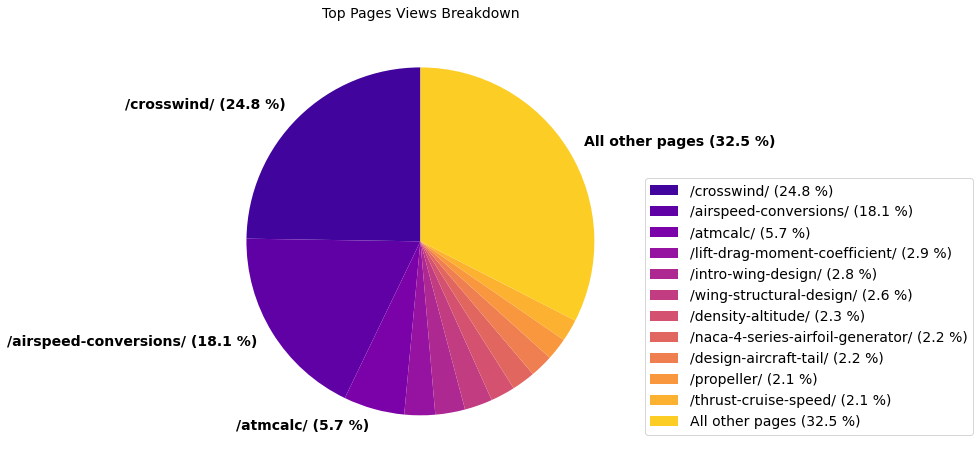 Top Pages Views Breakdown
/crosswind/ (24.8 %)
All other pages (32.5 %)
/airspeed-conversions/ (18.1 %)
/atmcalc/ (5.7 %)
/crosswind/ (24.8 %)
/airspeed-conversions/ (18.1 %)
/atmcalc/ (5.7 %)
/lift-drag-moment-coefficient/ (2.9 %)
/intro-wing-design/ (2.8 %)
/wing-structural-design/ (2.6 %)
/density-altitude/ (2.3 %)
/naca-4-series-airfoil-generator/ (2.2 %)
/design-aircraft-tail/ (2.2 %)
/propeller/ (2.1 %)
/thrust-cruise-speed/ (2.1 %)
All other pages (32.5 %)